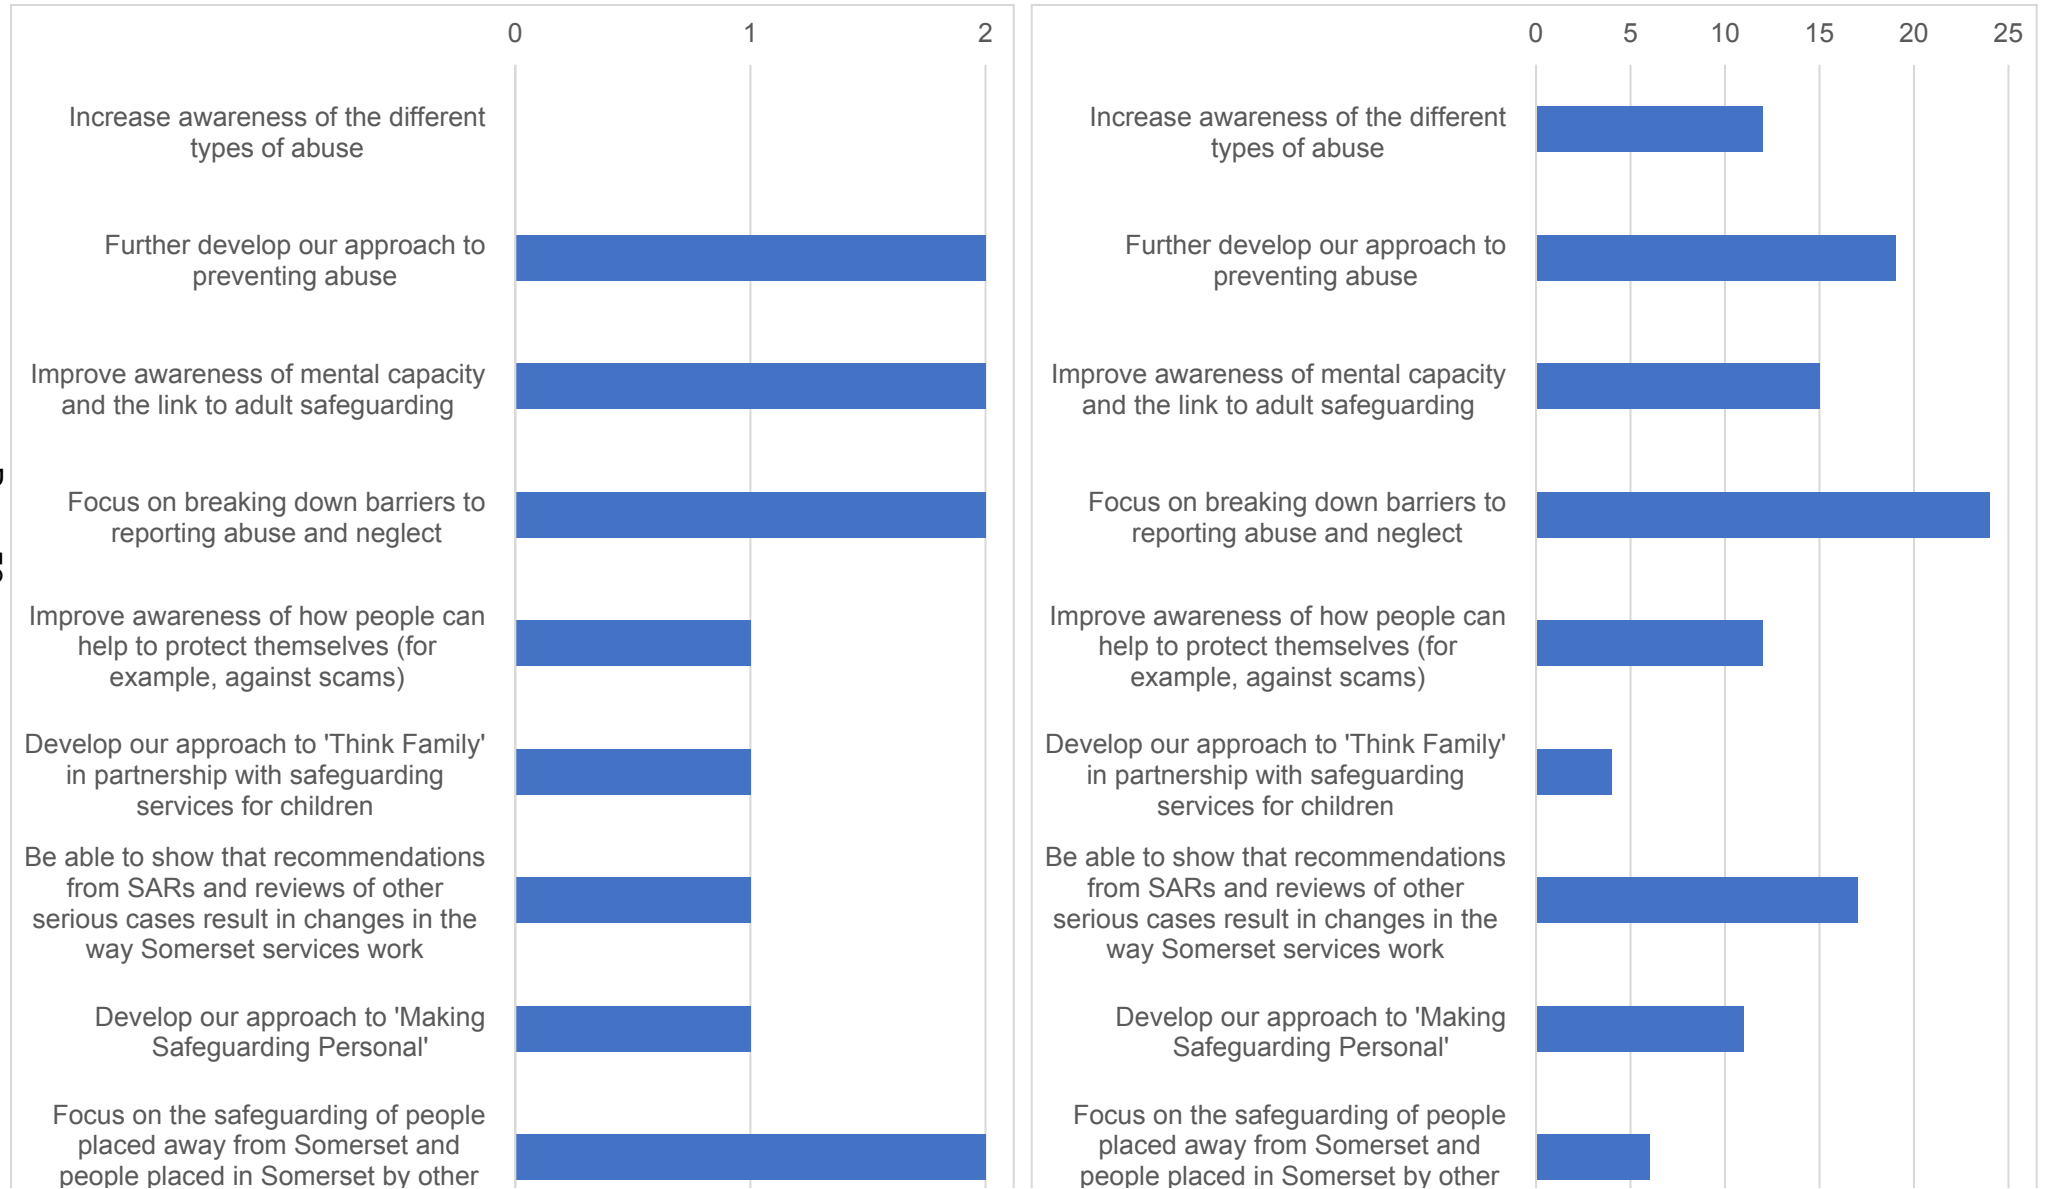 0 1 2
Increase awareness of the different
types of abuse
Further develop our approach to
preventing abuse
Improve awareness of mental capacity
and the link to adult safeguarding
Focus on breaking down barriers to
reporting abuse and neglect
Improve awareness of how people can
help to protect themselves (for
example, against scams)
Develop our approach to 'Think Family'
in partnership with safeguarding
services for children
Be able to show that recommendations
from SARs and reviews of other
serious cases result in changes in the
way Somerset services work
Develop our approach to 'Making
Safeguarding Personal'
Focus on the safeguarding of people
placed away from Somerset and
people placed in Somerset by other
0 5 10 15 20 25
Increase awareness of the different
types of abuse
Further develop our approach to
preventing abuse
Improve awareness of mental capacity
and the link to adult safeguarding
Focus on breaking down barriers to
reporting abuse and neglect
Improve awareness of how people can
help to protect themselves (for
example, against scams)
Develop our approach to 'Think Family'
in partnership with safeguarding
services for children
Be able to show that recommendations
from SARs and reviews of other
serious cases result in changes in the
way Somerset services work
Develop our approach to 'Making
Safeguarding Personal'
Focus on the safeguarding of people
placed away from Somerset and
people placed in Somerset by other